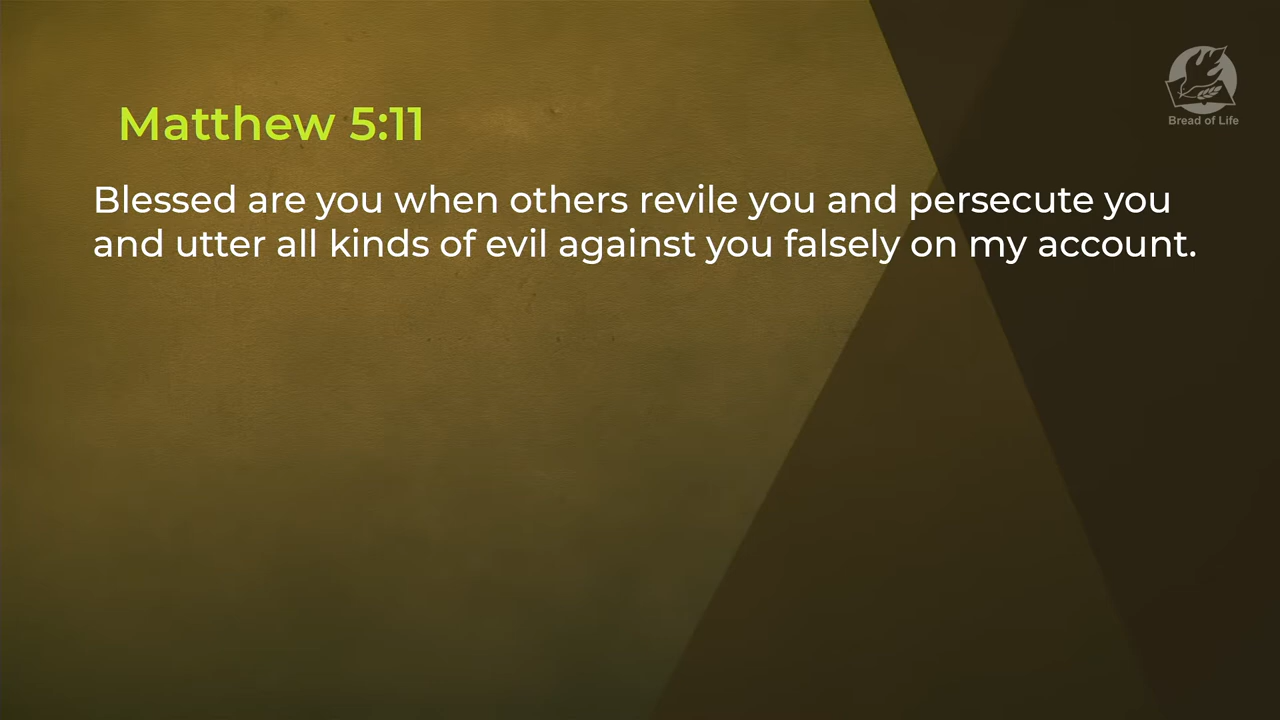 Bread of Life
Matthew 5:11
Blessed are you when others revile you and persecute you
and utter all kinds of evil against you falsely on my account.